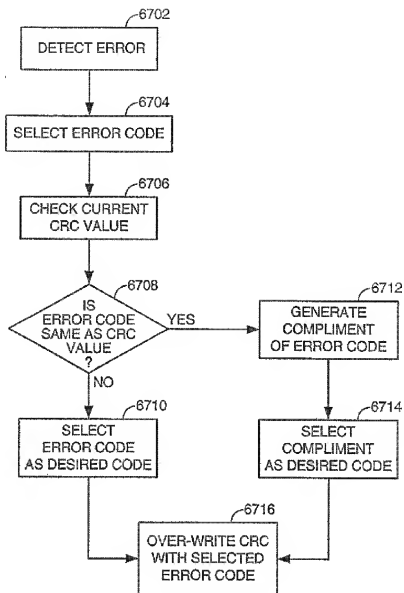 6702
DETECT ERROR
6704
SELECT ERROR CODE
6706
CHECK CURRENT
CRC VALUE
6708
IS
ERROR CODE
SAME AS CRC
VALUE
?
YES
NO
6712
GENERATE
COMPLIMENT
OF ERROR CODE
6710
SELECT
ERROR CODE
AS DESIRED CODE
6714
SELECT
COMPLIMENT
AS DESIRED CODE
6716
OVER-WRITE CRC
WITH SELECTED
ERROR CODE